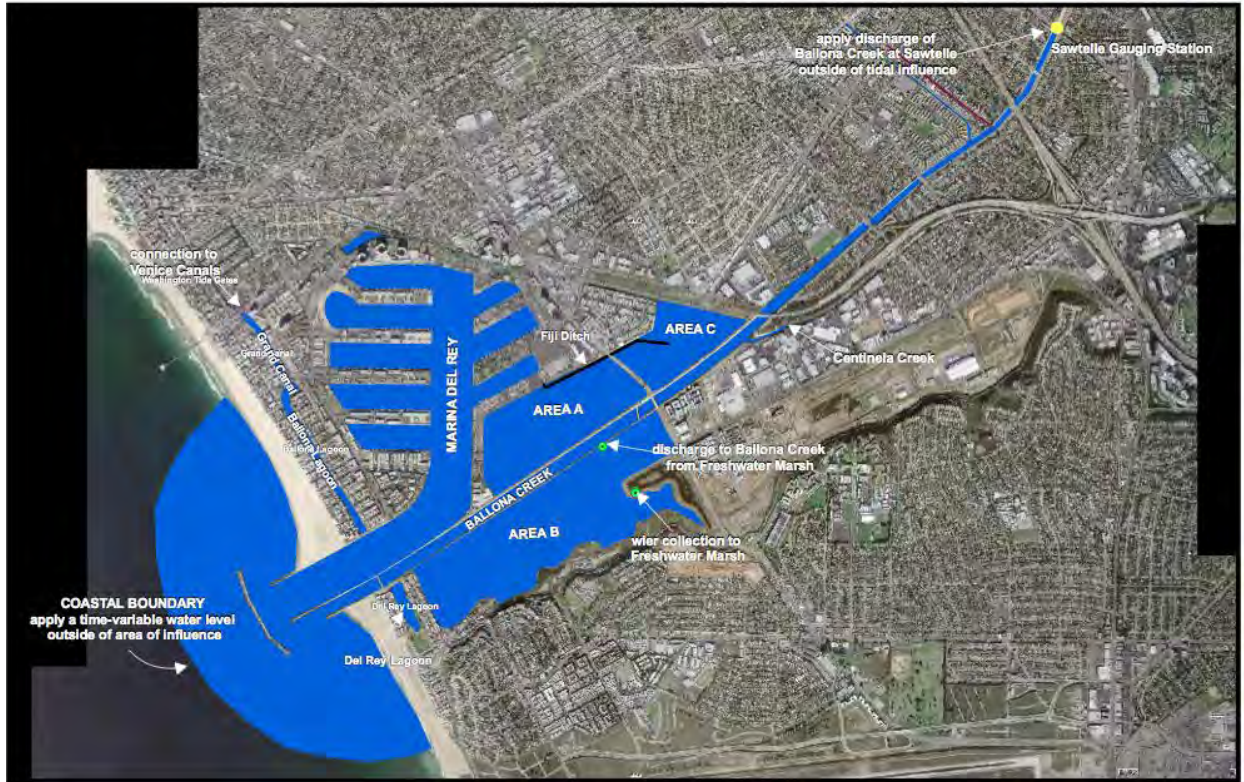 apply discharge of
Ballona Creek at Sawtelle
outside of tidal influence
Sawtelle Gauging Station
connection to
Venice Canals
Washington Tide Gates
Grand Canal
Grand Canal
Ballona Lagoon
Ballona Lagoon
MARINA DEL REY
Fiji Ditch
AREA C
Centinela Creek
AREA A
discharge to Ballona Creek
from Freshwater Marsh
BALLONA CREEK
AREA B
wier collection to
Freshwater Marsh
COASTAL BOUNDARY
apply a time-variable water level
outside of area of influence
Del Rey Lagoon
Del Rey Lagoon